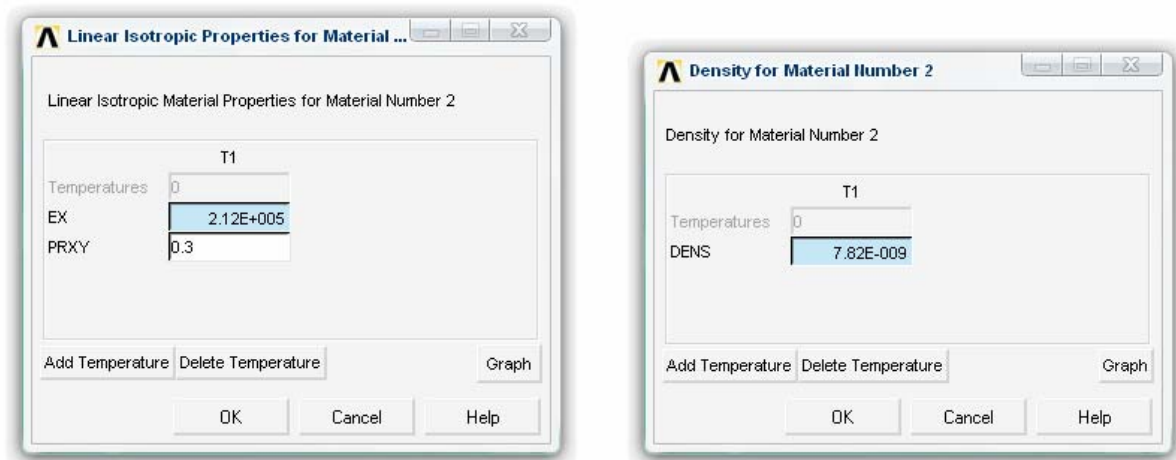 Linear Isotropic Properties for Material ...
Linear Isotropic Material Properties for Material Number 2
T1
Temperatures 0
EX 2.12E+005
PRXY 0.3
Add Temperature Delete Temperature Graph
OK Cancel Help
Density for Material Number 2
Density for Material Number 2
T1
Temperatures 0
DENS 7.82E-009
Add Temperature Delete Temperature Graph
OK Cancel Help